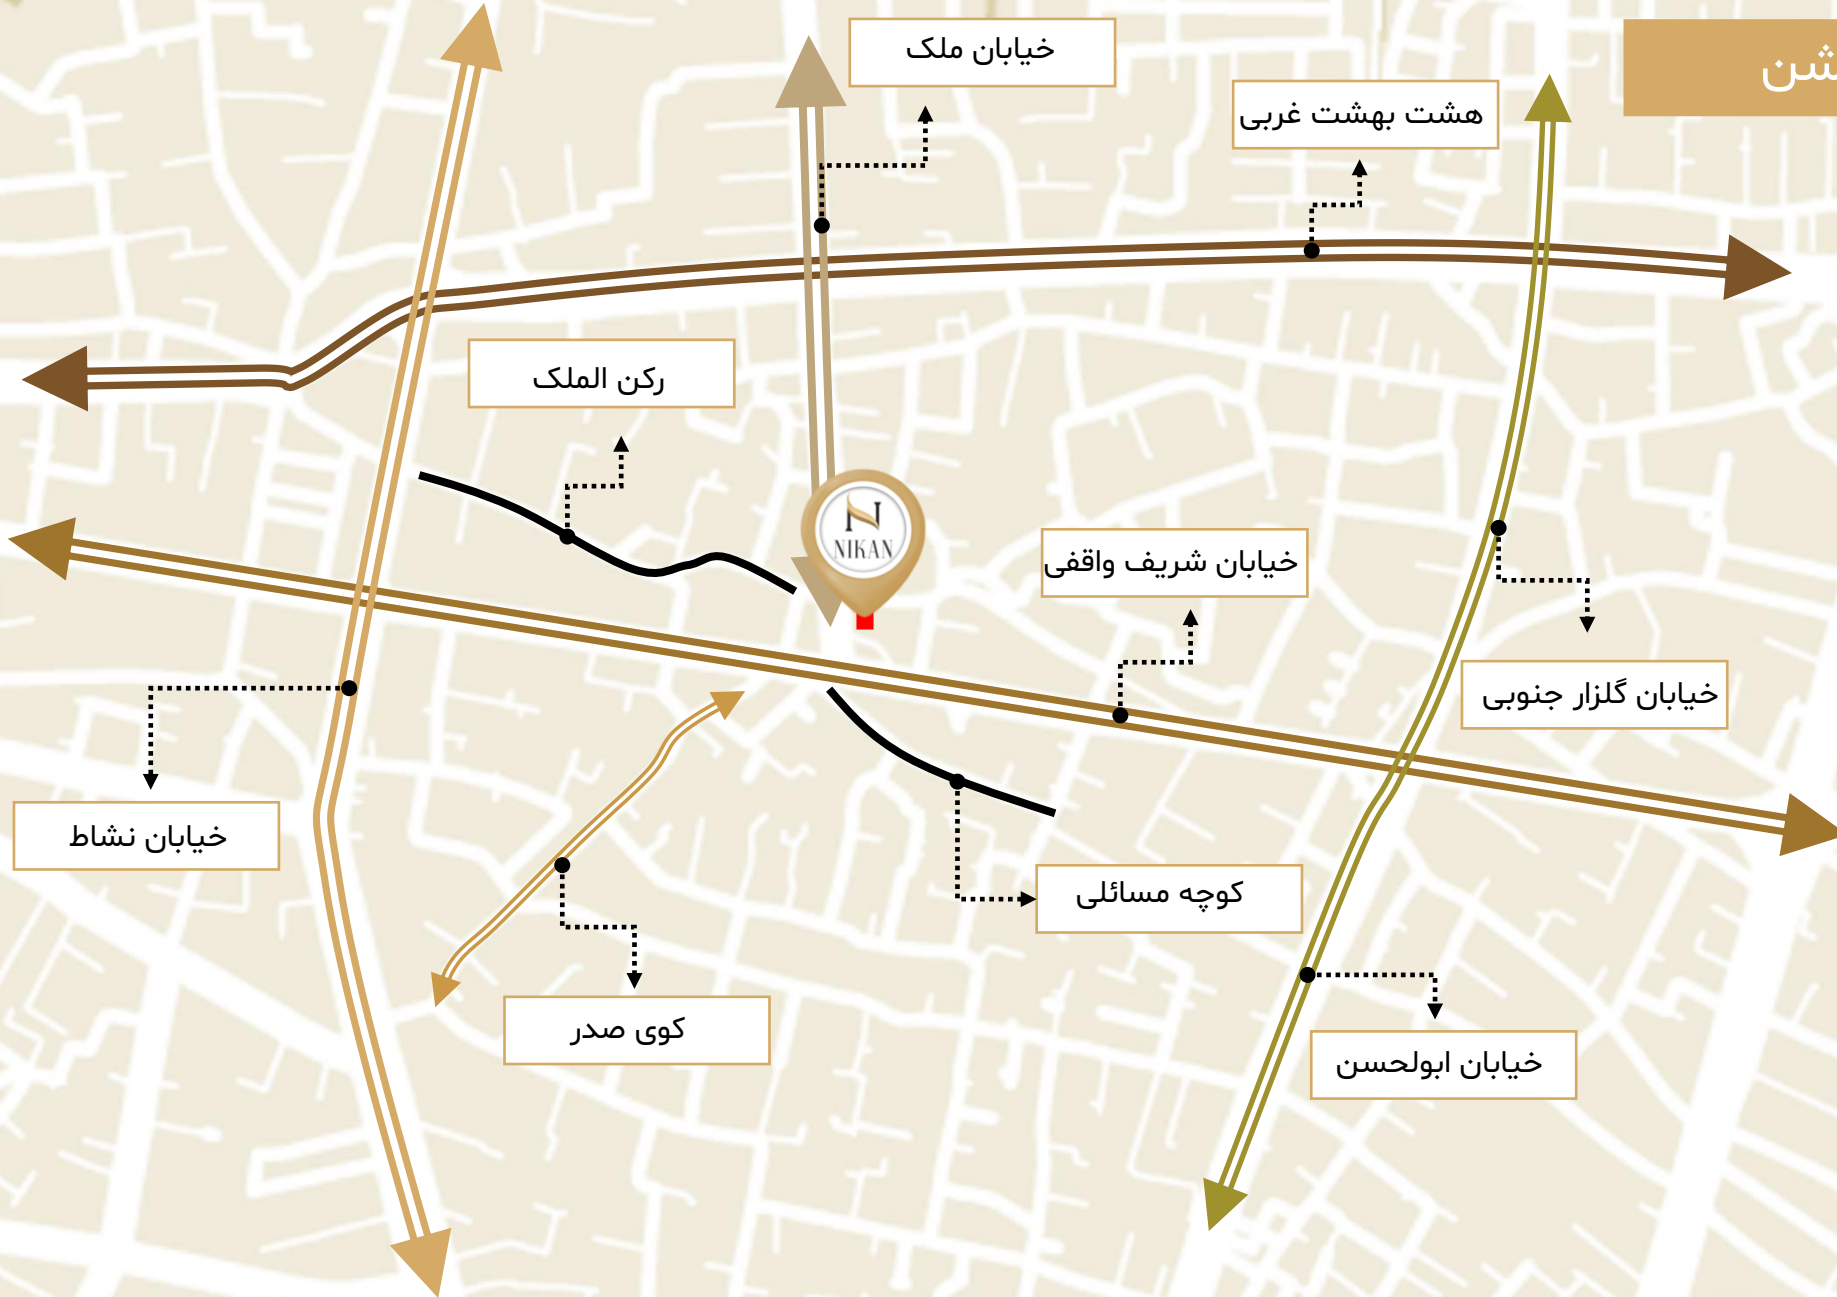 خیابان ملک
هشت بهشت غربی
رکن الملک
NIKAN
خیابان شریف واقفی
خیابان گلزار جنوبی
خیابان نشاط
کوچه مسائلی
کوی صدر
خیابان ابولحسن